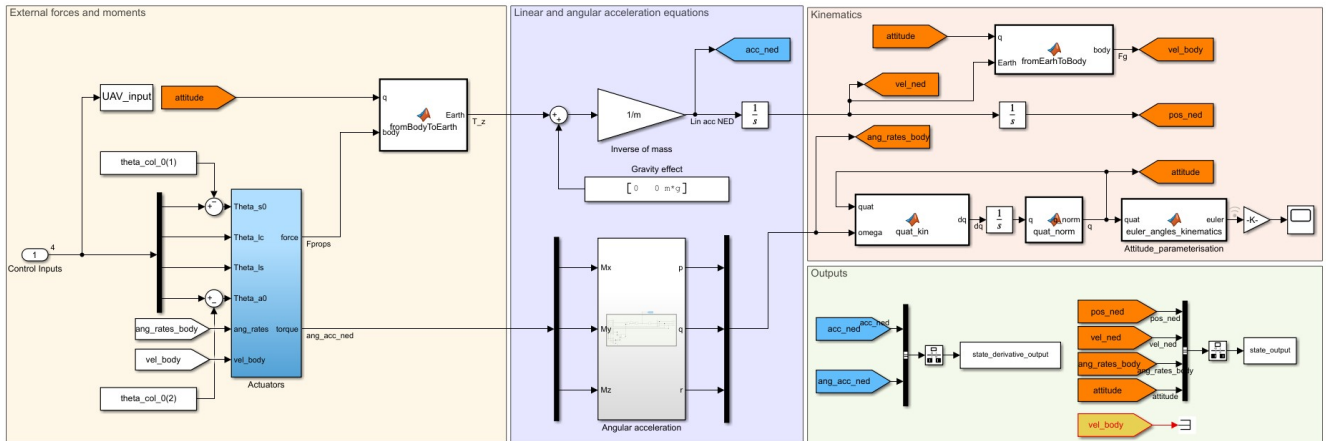 External forces and moments
UAV_input
attitude
q
body
Earth
fromBodyToEarth
T_z
theta_col_0(1)
4
1
Control Inputs
Theta_s0
Theta_lc
Theta_ls
Theta_a0
ang_rates
vel_body
force
torque
Fprops
ang_acc_ned
Actuators
ang_rates_body
vel_body
theta_col_0(2)
Linear and angular acceleration equations
acc_ned
1/m
Inverse of mass
Lin acc NED
1
s
Gravity effect
[0 0 m*g]
Mx
My
Mz
p
q
r
Angular acceleration
Kinematics
attitude
q
Earth
body
fromEarhToBody
Fg
vel_body
vel_ned
1
s
pos_ned
ang_rates_body
attitude
quat
omega
dq
quat_kin
dq
1
s
q
q_norm
quat_norm
q
quat
euler
euler_angles_kinematics
Attitude_parameterisation
-K-
Outputs
acc_ned
acc_ned
ang_acc_ned
state_derivative_output
pos_ned
pos_ned
vel_ned
vel_ned
ang_rates_body
ang_rates_body
attitude
attitude
state_output
vel_body